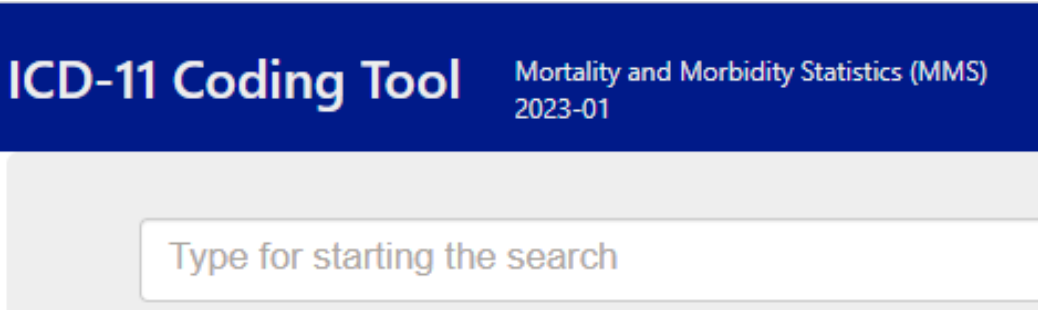 ICD-11 Coding Tool
Mortality and Morbidity Statistics (MMS)
2023-01
Type for starting the search